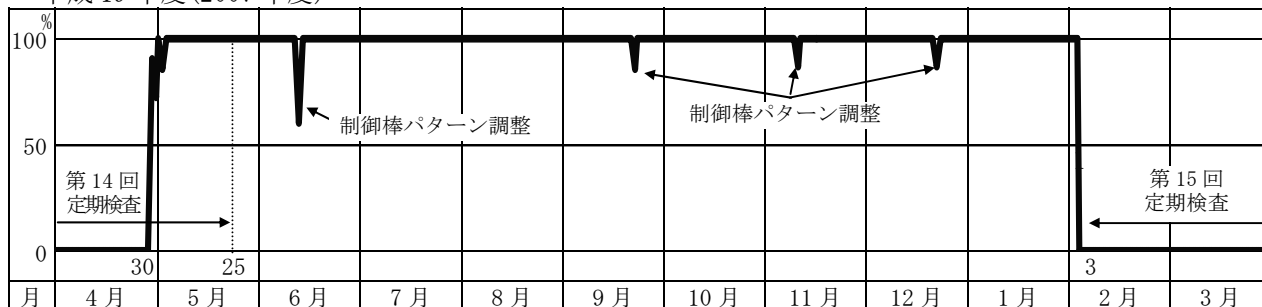 %
100
制御棒パターン調整
制御棒パターン調整
50
第 14 回
定期検査
第 15 回
定期検査
0
30
25
3
月 4 月 5 月 6 月 7 月 8 月 9 月 10 月 11 月 12 月 1 月 2 月 3 月